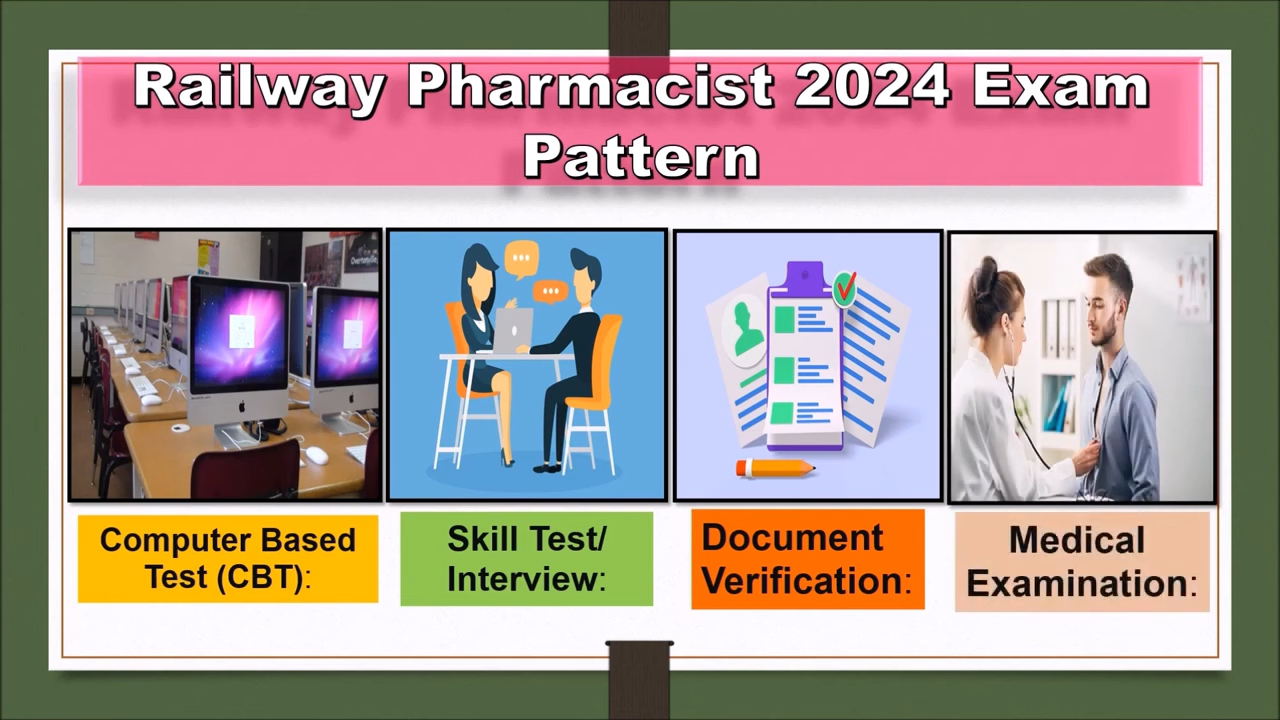 Railway Pharmacist 2024 Exam
Pattern
Computer Based
Test (CBT):
Skill Test/
Interview:
Document
Verification:
Medical
Examination: